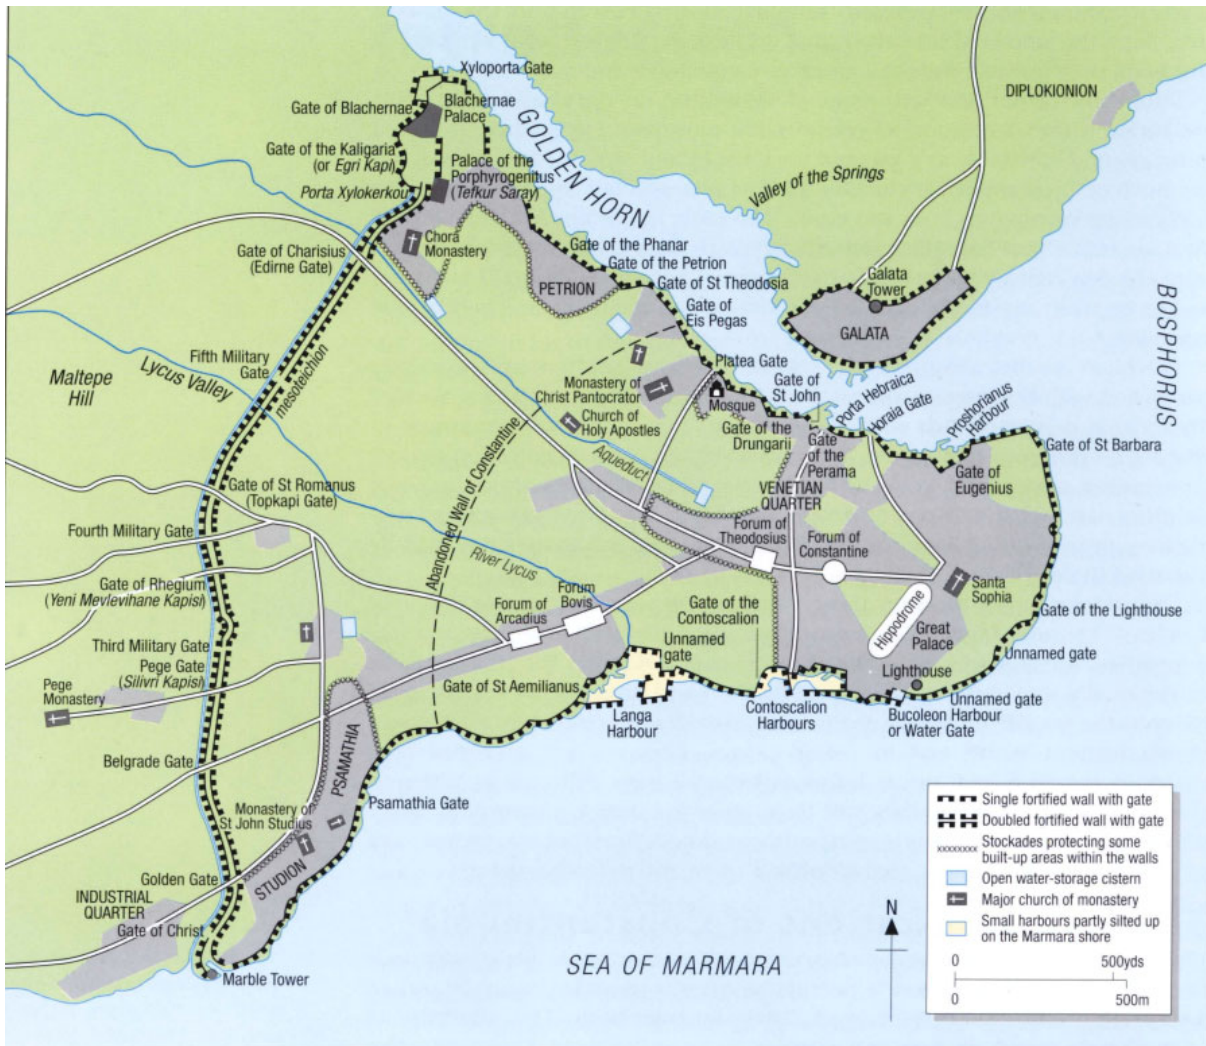 Xyloporta Gate
Gate of Blachernae
Blachernae
Palace
GOLDEN HORN
DIPLOKIONION
Gate of the Kaligaria
(or Egri Kapi)
Palace of the
Porphyrogenitus
(Tefkur Saray)
Porta Xylokerkou
Valley of the Springs
Gate of Charisius
(Edirne Gate)
Chora
Monastery
Gate of the Phanar
Gate of the Petrion
PETRION
Gate of St Theodosia
Galata
Tower
GALATA
BOSPHORUS
Gate of
Eis Pegas
Fifth Military
Gate
mesoteichion
Lycus Valley
Maltepe
Hill
Platea Gate
Monastery of
Christ Pantocrator
Mosque
Gate of
St John
Porta Hebraica
Horaia Gate
Proshorianus
Harbour
Church of
Holy Apostles
Gate of the
Drungarii
Gate
of the
Perama
Gate of St Barbara
Gate of
Eugenius
Aqueduct
Abandoned Wall of Constantine
VENETIAN
QUARTER
Gate of St Romanus
(Topkapi Gate)
Fourth Military Gate
Forum of
Theodosius
Forum of
Constantine
River Lycus
Gate of Rhegium
(Yeni Mevlevihane Kapisi)
Forum
Bovis
Forum of
Arcadius
Gate of the
Contoscalion
Santa
Sophia
Hippodrome
Great
Palace
Gate of the Lighthouse
Third Military Gate
Pege Gate
(Silivri Kapisi)
Pege
Monastery
Unnamed
gate
Unnamed gate
Lighthouse
Gate of St Aemilianus
Unnamed gate
Langa
Harbour
Contoscalion
Harbours
Bucoleon Harbour
or Water Gate
Belgrade Gate
PSAMATHIA
Psamathia Gate
Monastery of
St John Studius
Golden Gate
STUDION
INDUSTRIAL
QUARTER
Gate of Christ
Marble Tower
SEA OF MARMARA
N
Single fortified wall with gate
Doubled fortified wall with gate
Stockades protecting some
built-up areas within the walls
Open water-storage cistern
Major church of monastery
Small harbours partly silted up
on the Marmara shore
0 500yds
0 500m